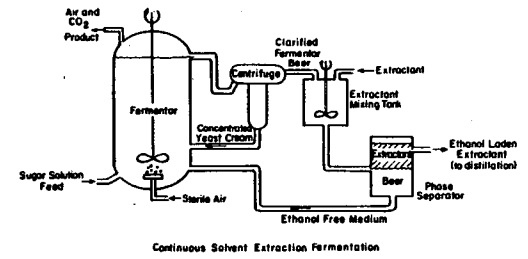 Air and
CO2
Product
Fermentor
Sugar Solution
Feed
Sterile Air
Centrifuge
Concentrated
Yeast Cream
Clarified
Fermentor
Beer
Extractant
Extractant
Mixing Tank
Extractant
Beer
Ethanol Laden
Extractant
(to distillation)
Phase
Separator
Ethanol Free Medium
Continuous Solvent Extraction Fermentation